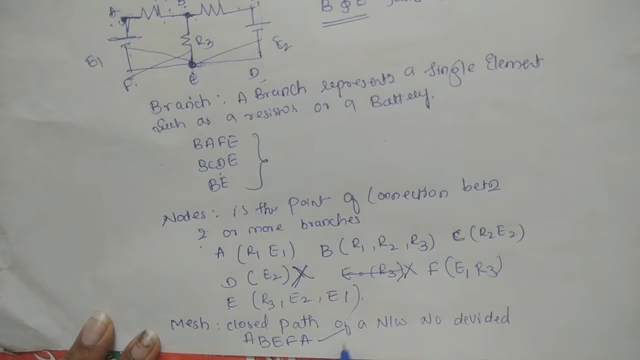 A
B
R3
E1
E2
F
E
D
B & E
Branch: A Branch represents a single Element
such as a resistor or a Battery.
BAFE
BCDE
BE
Nodes: is the point of Connection bet2
2 or more branches
A (R1 E1) B (R1, R2, R3) C (R2 E2)
D (E2) X E (R3) X F (E1 R3)
E (R3, E2, E1).
Mesh: closed path of a N/w No devided
ABEFA